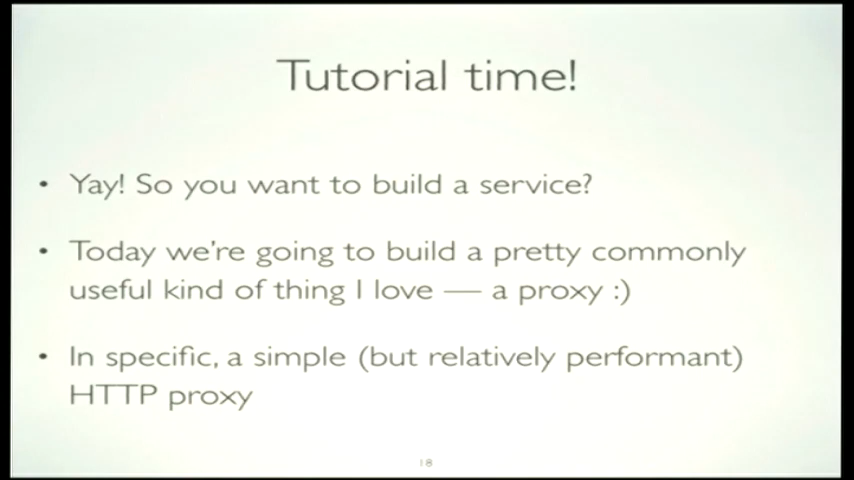 Tutorial time!
• Yay! So you want to build a service?
• Today we're going to build a pretty commonly
useful kind of thing I love — a proxy :)
• In specific, a simple (but relatively performant)
HTTP proxy
18